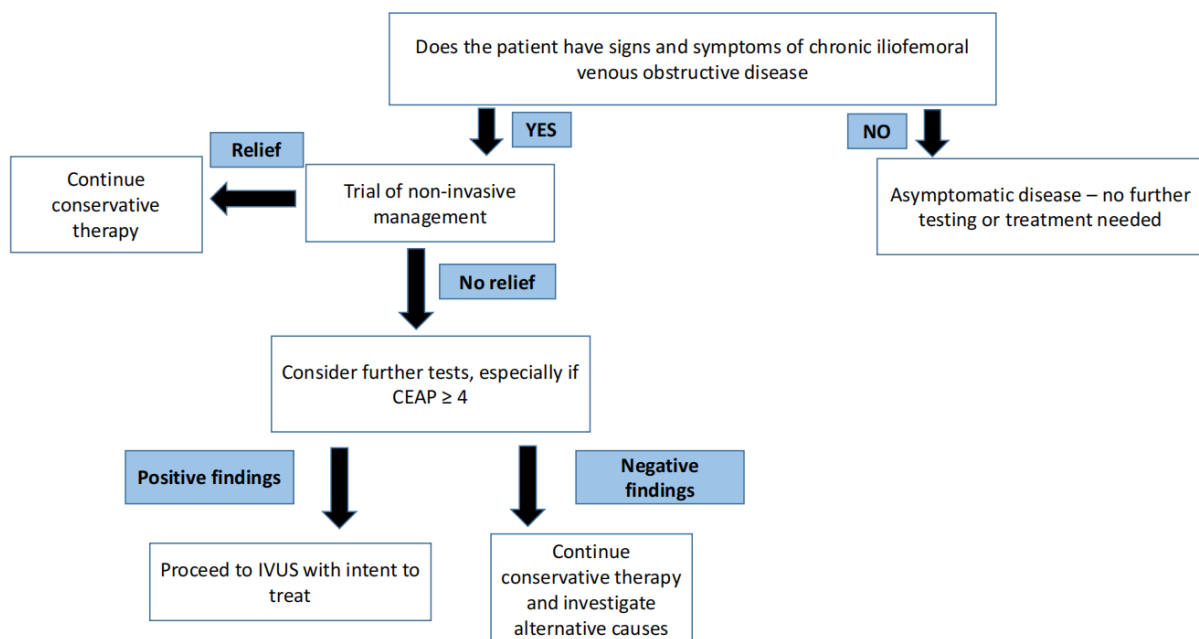 Does the patient have signs and symptoms of chronic iliofemoral
venous obstructive disease
YES
NO
Relief
Continue
conservative
therapy
Trial of non-invasive
management
Asymptomatic disease – no further
testing or treatment needed
No relief
Consider further tests, especially if
CEAP ≥ 4
Positive findings
Negative
findings
Proceed to IVUS with intent to
treat
Continue
conservative therapy
and investigate
alternative causes